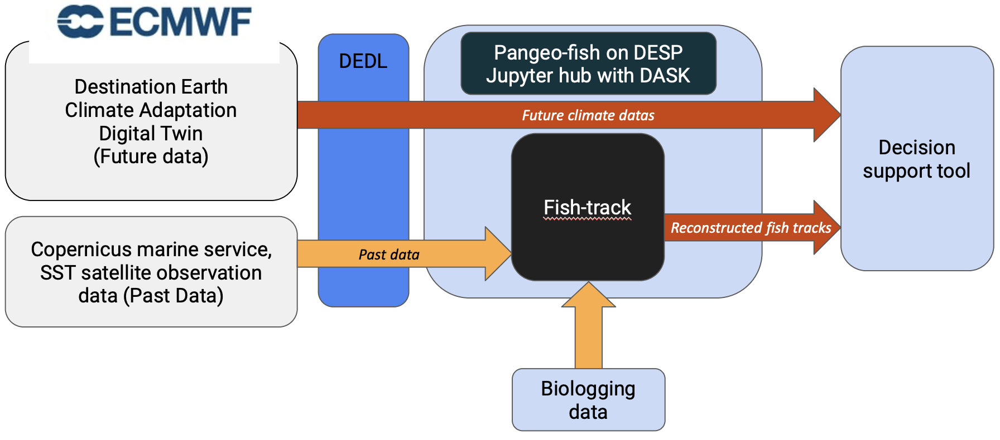 ECMWF
Destination Earth
Climate Adaptation
Digital Twin
(Future data)
Copernicus marine service,
SST satellite observation
data (Past Data)
DEDL
Pangeo-fish on DESP
Jupyter hub with DASK
Future climate datas
Fish-track
Past data
Reconstructed fish tracks
Decision
support tool
Biologging
data